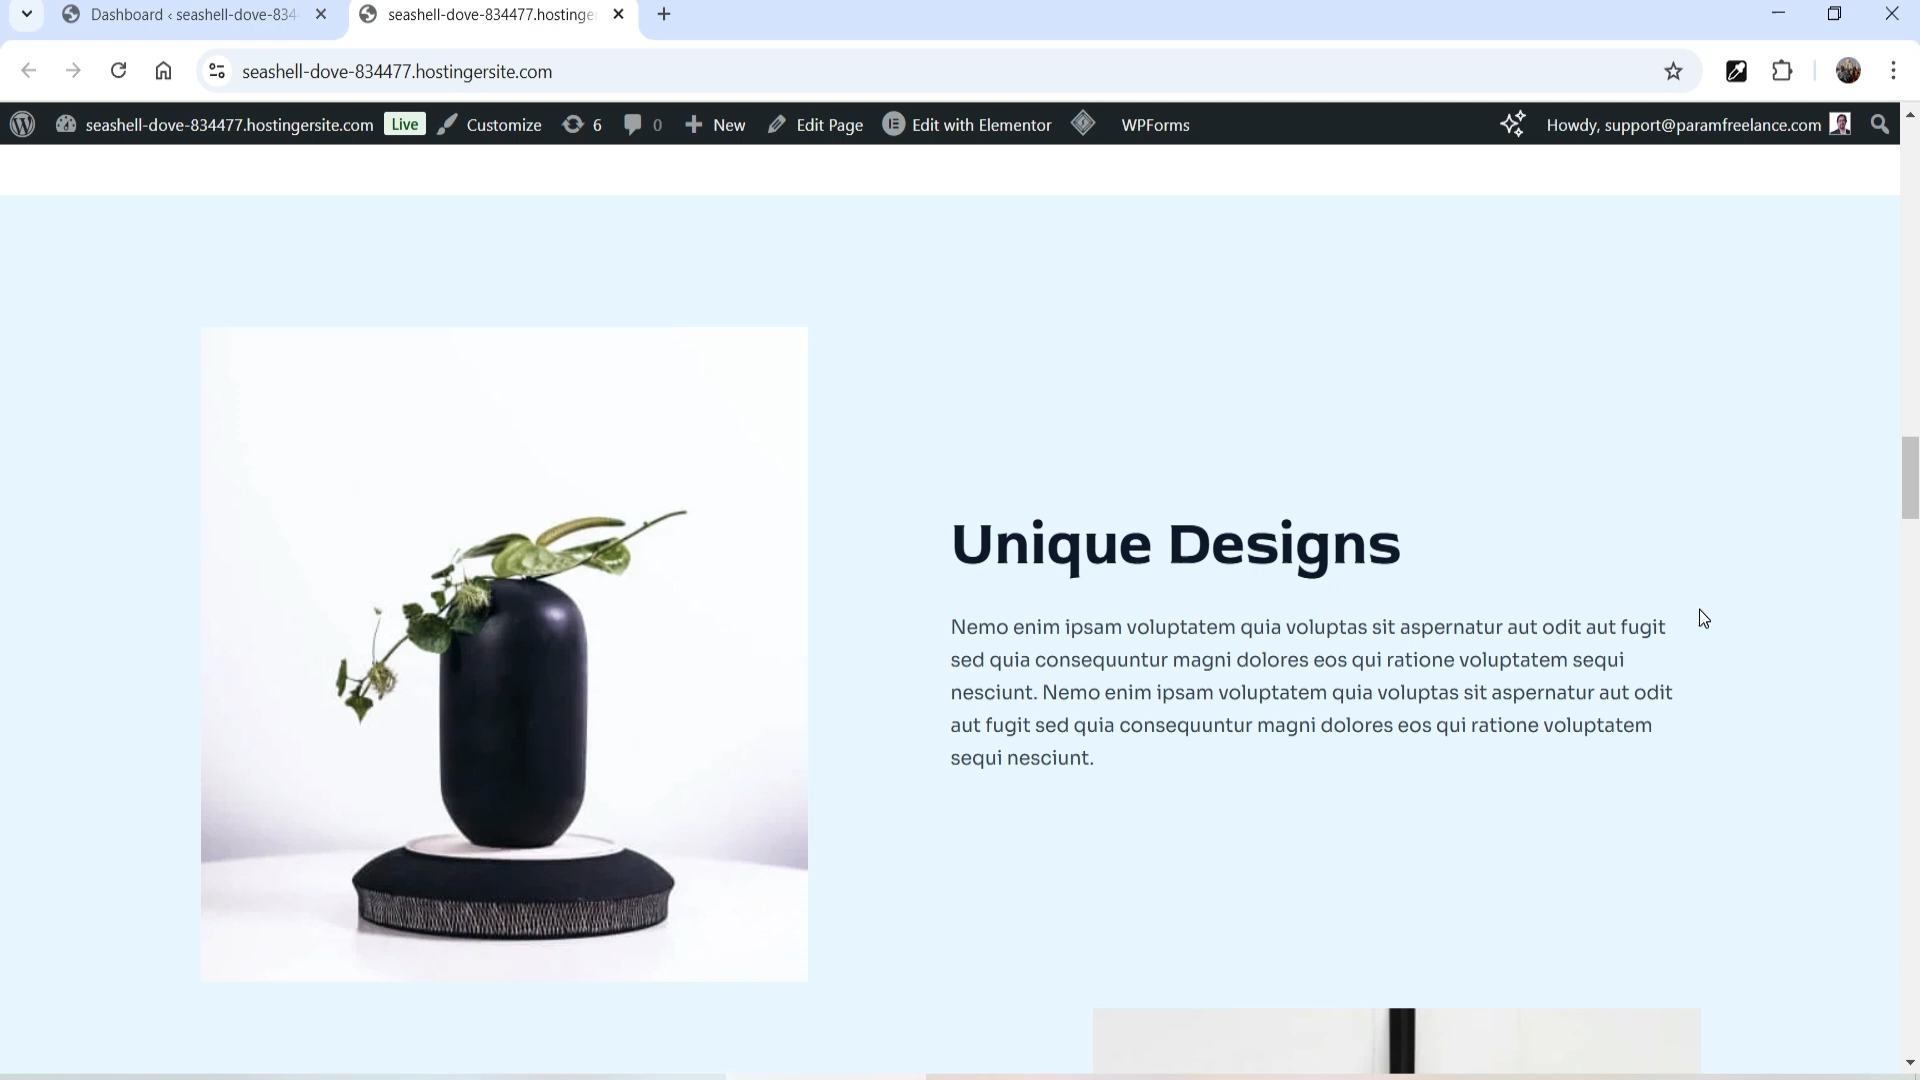 Dashboard ‹ seashell-dove-834
seashell-dove-834477.hostinge
seashell-dove-834477.hostingersite.com
seashell-dove-834477.hostingersite.com Live Customize 6 0 New Edit Page Edit with Elementor WPForms Howdy, support@paramfreelance.com
Unique Designs
Nemo enim ipsam voluptatem quia voluptas sit aspernatur aut odit aut fugit
sed quia consequuntur magni dolores eos qui ratione voluptatem sequi
nesciunt. Nemo enim ipsam voluptatem quia voluptas sit aspernatur aut odit
aut fugit sed quia consequuntur magni dolores eos qui ratione voluptatem
sequi nesciunt.